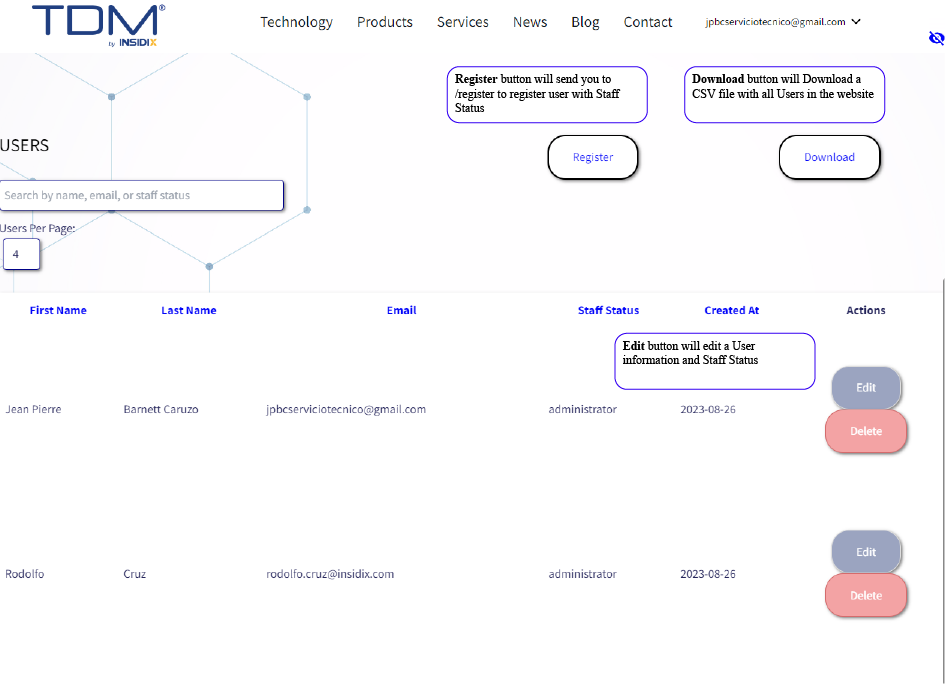 TDM®
by INSIDIX
Technology Products Services News Blog Contact jpbcserviciotecnico@gmail.com
Register button will send you to
/register to register user with Staff
Status
Download button will Download a
CSV file with all Users in the website
USERS
Register
Download
Search by name, email, or staff status
Users Per Page:
4
First Name Last Name Email Staff Status Created At Actions
Edit button will edit a User
information and Staff Status
Edit
Jean Pierre Barnett Caruzo jpbcserviciotecnico@gmail.com administrator 2023-08-26
Delete
Edit
Rodolfo Cruz rodolfo.cruz@insidix.com administrator 2023-08-26
Delete